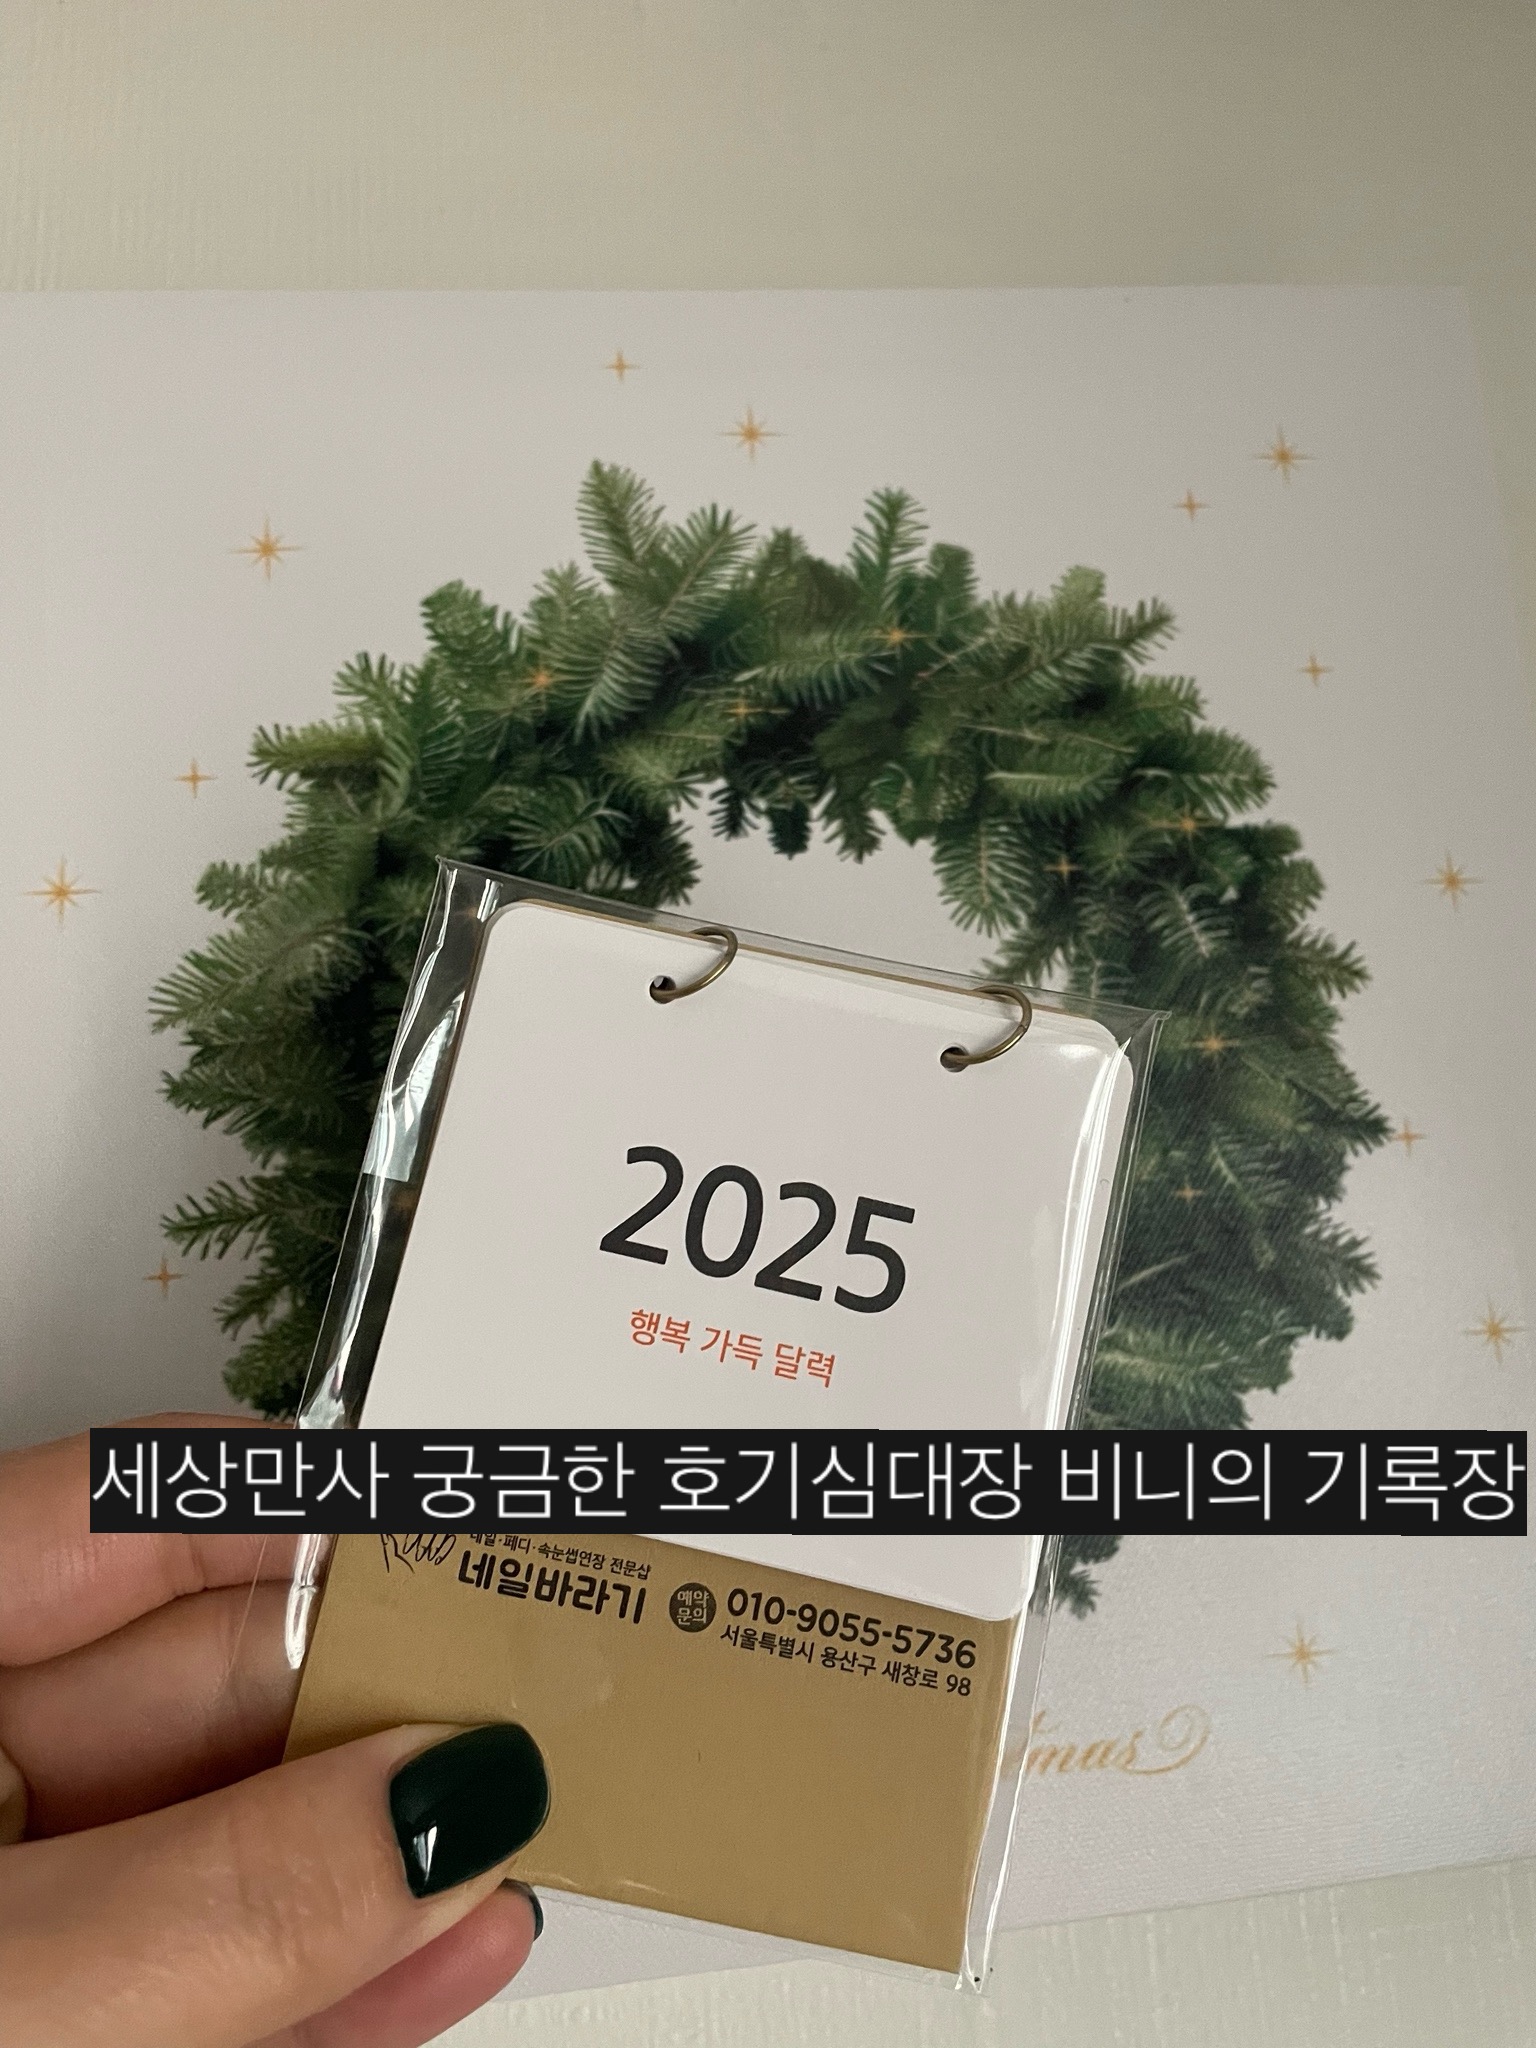 2025
행복 가득 달력
세상만사 궁금한 호기심대장 비니의 기록장
네일·페디·속눈썹연장 전문샵
네일바라기
예약
문의
010-9055-5736
서울특별시 용산구 새창로 98